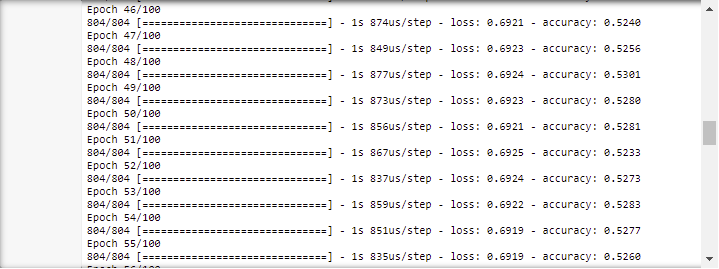 Epoch 46/100
804/804 [==============================] - 1s 874us/step - loss: 0.6921 - accuracy: 0.5240
Epoch 47/100
804/804 [==============================] - 1s 849us/step - loss: 0.6923 - accuracy: 0.5256
Epoch 48/100
804/804 [==============================] - 1s 877us/step - loss: 0.6924 - accuracy: 0.5301
Epoch 49/100
804/804 [==============================] - 1s 873us/step - loss: 0.6923 - accuracy: 0.5280
Epoch 50/100
804/804 [==============================] - 1s 856us/step - loss: 0.6921 - accuracy: 0.5281
Epoch 51/100
804/804 [==============================] - 1s 867us/step - loss: 0.6925 - accuracy: 0.5233
Epoch 52/100
804/804 [==============================] - 1s 837us/step - loss: 0.6924 - accuracy: 0.5273
Epoch 53/100
804/804 [==============================] - 1s 859us/step - loss: 0.6922 - accuracy: 0.5283
Epoch 54/100
804/804 [==============================] - 1s 851us/step - loss: 0.6919 - accuracy: 0.5277
Epoch 55/100
804/804 [==============================] - 1s 835us/step - loss: 0.6919 - accuracy: 0.5260